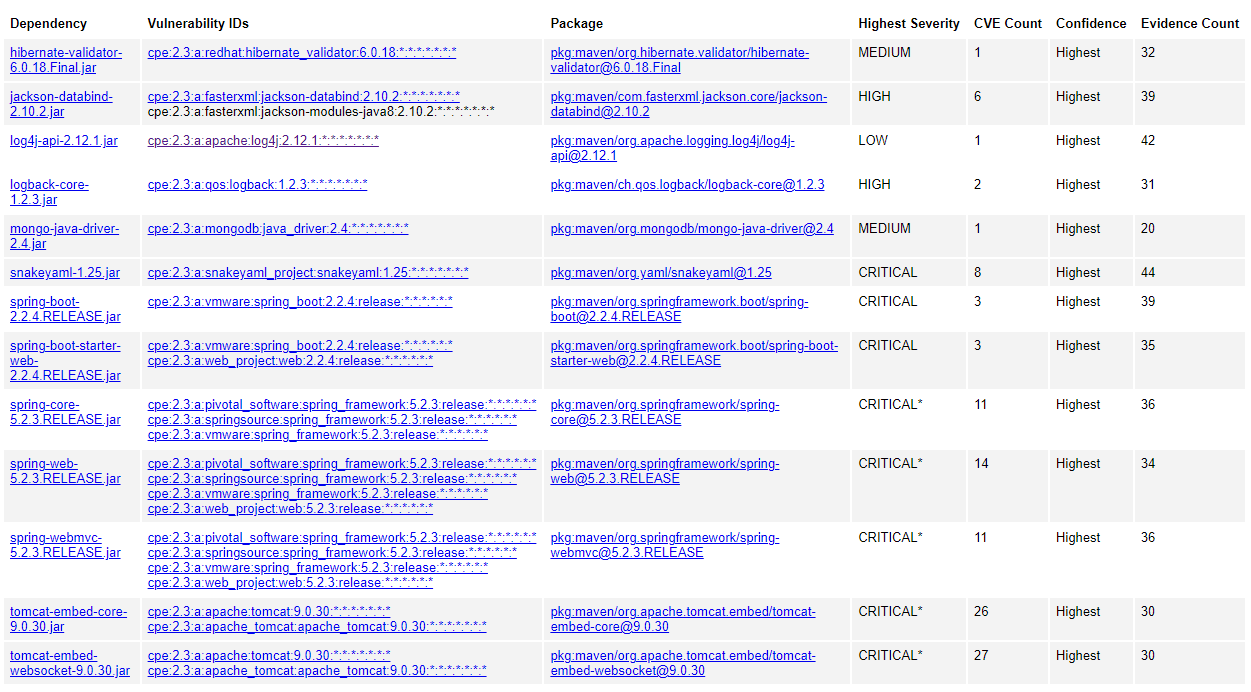 Dependency Vulnerability IDs Package Highest Severity CVE Count Confidence Evidence Count
hibernate-validator- cpe:2.3:a:redhat:hibernate_validator:6.0.18:*:*:*:*:*:*:* pkg:maven/org.hibernate.validator/hibernate- MEDIUM 1 Highest 32
6.0.18.Final.jar validator@6.0.18.Final
jackson-databind- cpe:2.3:a:fasterxml:jackson-databind:2.10.2:*:*:*:*:*:*:* pkg:maven/com.fasterxml.jackson.core/jackson- HIGH 6 Highest 39
2.10.2.jar cpe:2.3:a:fasterxml:jackson-modules-java8:2.10.2:*:*:*:*:*:*:* databind@2.10.2
log4j-api-2.12.1.jar cpe:2.3:a:apache:log4j:2.12.1:*:*:*:*:*:*:* pkg:maven/org.apache.logging.log4j/log4j- LOW 1 Highest 42
api@2.12.1
logback-core- cpe:2.3:a:qos:logback:1.2.3:*:*:*:*:*:*:* pkg:maven/ch.qos.logback/logback-core@1.2.3 HIGH 2 Highest 31
1.2.3.jar
mongo-java-driver- cpe:2.3:a:mongodb:java_driver:2.4:*:*:*:*:*:*:* pkg:maven/org.mongodb/mongo-java-driver@2.4 MEDIUM 1 Highest 20
2.4.jar
snakeyaml-1.25.jar cpe:2.3:a:snakeyaml_project:snakeyaml:1.25:*:*:*:*:*:*:* pkg:maven/org.yaml/snakeyaml@1.25 CRITICAL 8 Highest 44
spring-boot- cpe:2.3:a:vmware:spring_boot:2.2.4:release:*:*:*:*:*:* pkg:maven/org.springframework.boot/spring- CRITICAL 3 Highest 39
2.2.4.RELEASE.jar boot@2.2.4.RELEASE
spring-boot-starter- cpe:2.3:a:vmware:spring_boot:2.2.4:release:*:*:*:*:*:* pkg:maven/org.springframework.boot/spring-boot- CRITICAL 3 Highest 35
web- cpe:2.3:a:web_project:web:2.2.4:release:*:*:*:*:*:* starter-web@2.2.4.RELEASE
2.2.4.RELEASE.jar
spring-core- cpe:2.3:a:pivotal_software:spring_framework:5.2.3:release:*:*:*:*:*:* pkg:maven/org.springframework/spring- CRITICAL* 11 Highest 36
5.2.3.RELEASE.jar cpe:2.3:a:springsource:spring_framework:5.2.3:release:*:*:*:*:*:* core@5.2.3.RELEASE
cpe:2.3:a:vmware:spring_framework:5.2.3:release:*:*:*:*:*:*
spring-web- cpe:2.3:a:pivotal_software:spring_framework:5.2.3:release:*:*:*:*:*:* pkg:maven/org.springframework/spring- CRITICAL* 14 Highest 34
5.2.3.RELEASE.jar cpe:2.3:a:springsource:spring_framework:5.2.3:release:*:*:*:*:*:* web@5.2.3.RELEASE
cpe:2.3:a:vmware:spring_framework:5.2.3:release:*:*:*:*:*:*
cpe:2.3:a:web_project:web:5.2.3:release:*:*:*:*:*:*
spring-webmvc- cpe:2.3:a:pivotal_software:spring_framework:5.2.3:release:*:*:*:*:*:* pkg:maven/org.springframework/spring- CRITICAL* 11 Highest 36
5.2.3.RELEASE.jar cpe:2.3:a:springsource:spring_framework:5.2.3:release:*:*:*:*:*:* webmvc@5.2.3.RELEASE
cpe:2.3:a:vmware:spring_framework:5.2.3:release:*:*:*:*:*:*
cpe:2.3:a:web_project:web:5.2.3:release:*:*:*:*:*:*
tomcat-embed-core- cpe:2.3:a:apache:tomcat:9.0.30:*:*:*:*:*:*:* pkg:maven/org.apache.tomcat.embed/tomcat- CRITICAL* 26 Highest 30
9.0.30.jar cpe:2.3:a:apache_tomcat:apache_tomcat:9.0.30:*:*:*:*:*:*:* embed-core@9.0.30
tomcat-embed- cpe:2.3:a:apache:tomcat:9.0.30:*:*:*:*:*:*:* pkg:maven/org.apache.tomcat.embed/tomcat- CRITICAL* 27 Highest 30
websocket-9.0.30.jar cpe:2.3:a:apache_tomcat:apache_tomcat:9.0.30:*:*:*:*:*:*:* embed-websocket@9.0.30